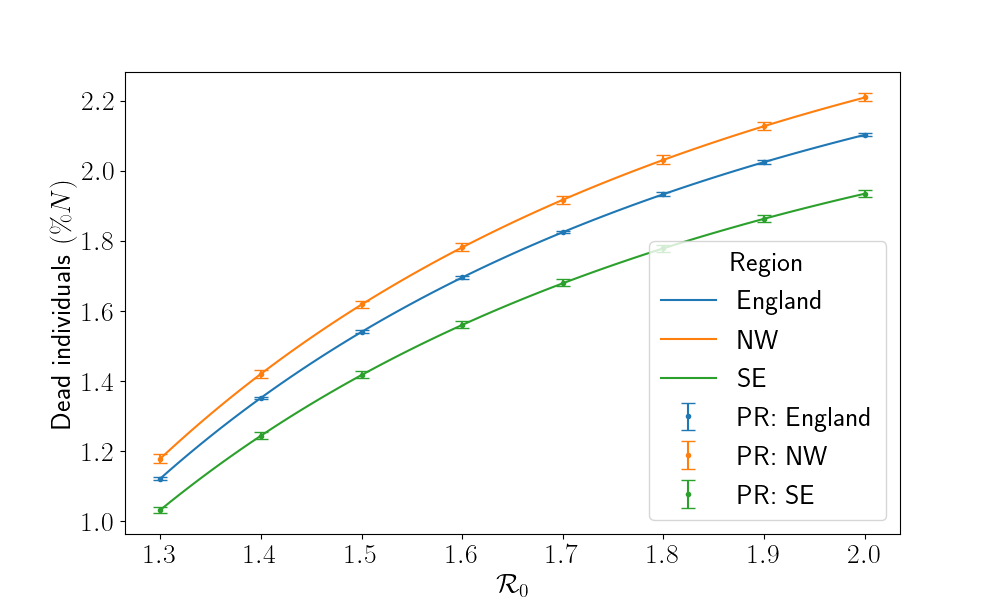 2.2
2.0
1.8
1.6
1.4
1.2
1.0
Dead individuals (%N)
1.3 1.4 1.5 1.6 1.7 1.8 1.9 2.0
ℛ₀
Region
England
NW
SE
PR: England
PR: NW
PR: SE